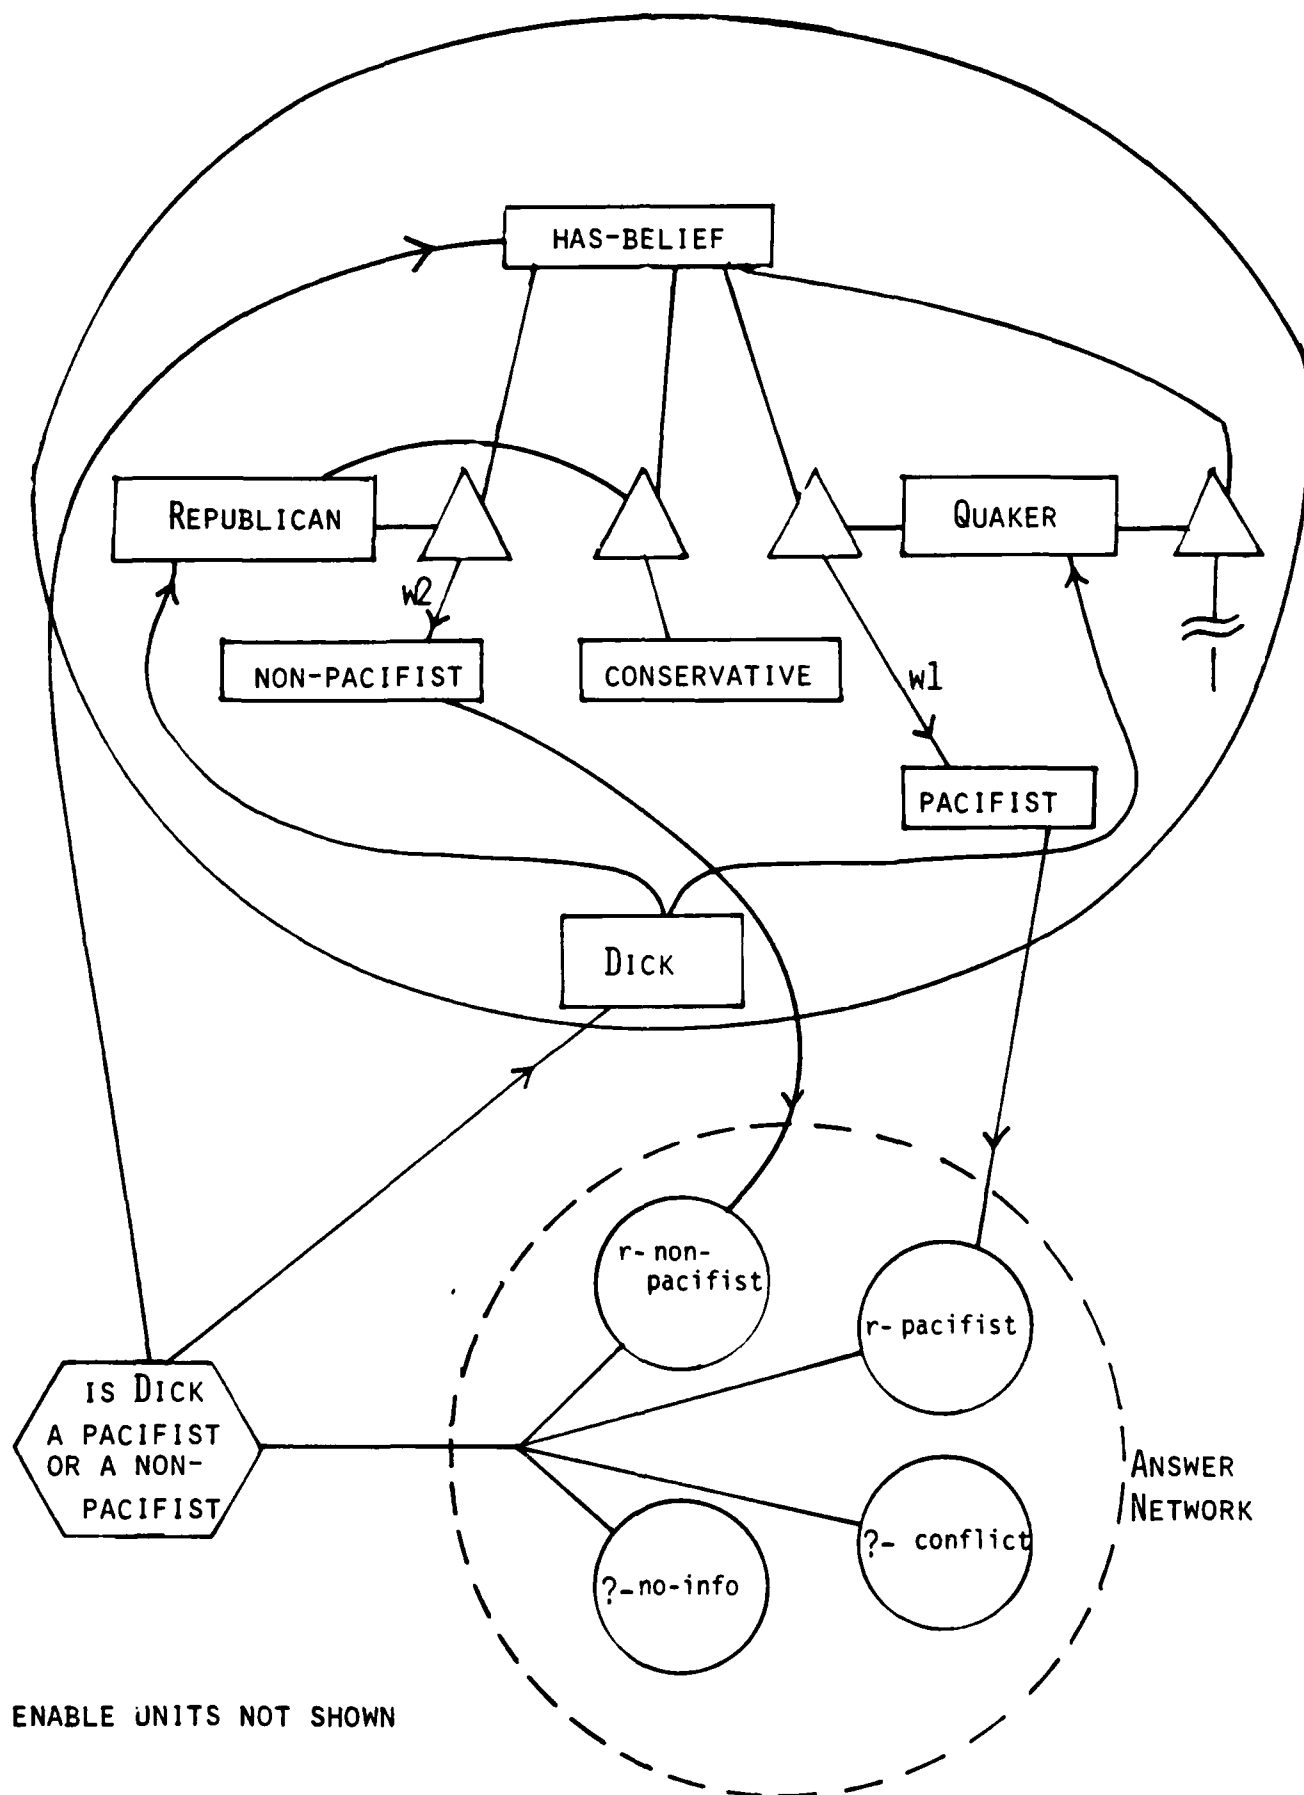 HAS-BELIEF
REPUBLICAN
QUAKER
w2
NON-PACIFIST
CONSERVATIVE
w1
PACIFIST
DICK
r- non-
pacifist
r- pacifist
IS DICK
A PACIFIST
OR A NON-
PACIFIST
ANSWER
NETWORK
?- conflict
?-no-info
ENABLE UNITS NOT SHOWN